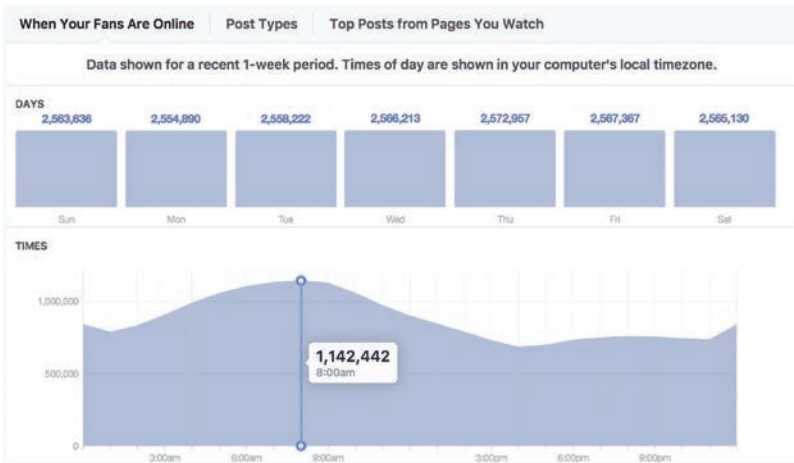 When Your Fans Are Online Post Types Top Posts from Pages You Watch
Data shown for a recent 1-week period. Times of day are shown in your computer's local timezone.
DAYS
2,563,636 2,554,890 2,558,222 2,566,213 2,572,957 2,567,367 2,565,130
Sun Mon Tue Wed Thu Fri Sat
TIMES
1,000,000
1,142,442
8:00am
500,000
0
3:00am 6:00am 9:00am 3:00pm 6:00pm 9:00pm